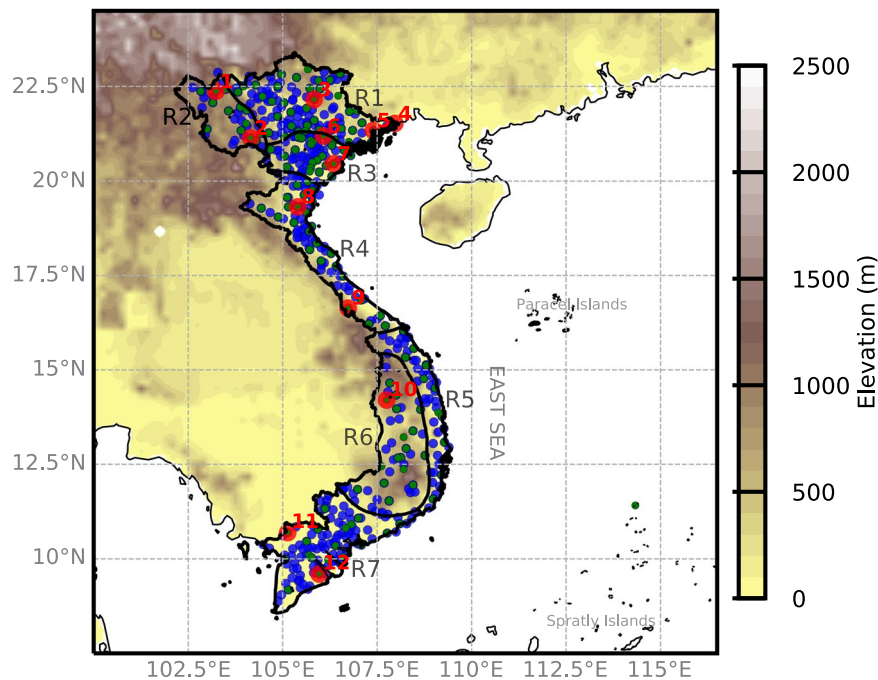 22.5°N
20°N
17.5°N
15°N
12.5°N
10°N
102.5°E
105°E
107.5°E
110°E
112.5°E
115°E
1
3
R1
R2
4
5
2
6
7
R3
8
R4
9
Paracel Islands
10
R5
EAST SEA
R6
11
12
R7
Spratly Islands
2500
2000
1500
1000
500
0
Elevation (m)